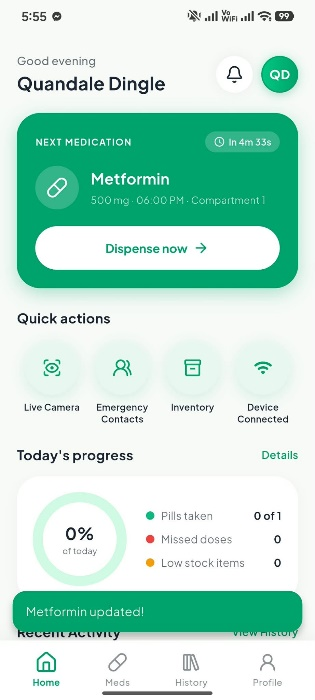 5:55
Vo
WiFi
99
Good evening
Quandale Dingle
QD
NEXT MEDICATION
In 4m 33s
Metformin
500 mg · 06:00 PM · Compartment 1
Dispense now →
Quick actions
Live Camera
Emergency
Contacts
Inventory
Device
Connected
Today's progress
Details
0%
of today
Pills taken 0 of 1
Missed doses 0
Low stock items 0
Metformin updated!
Recent Activity
View History
Home
Meds
History
Profile